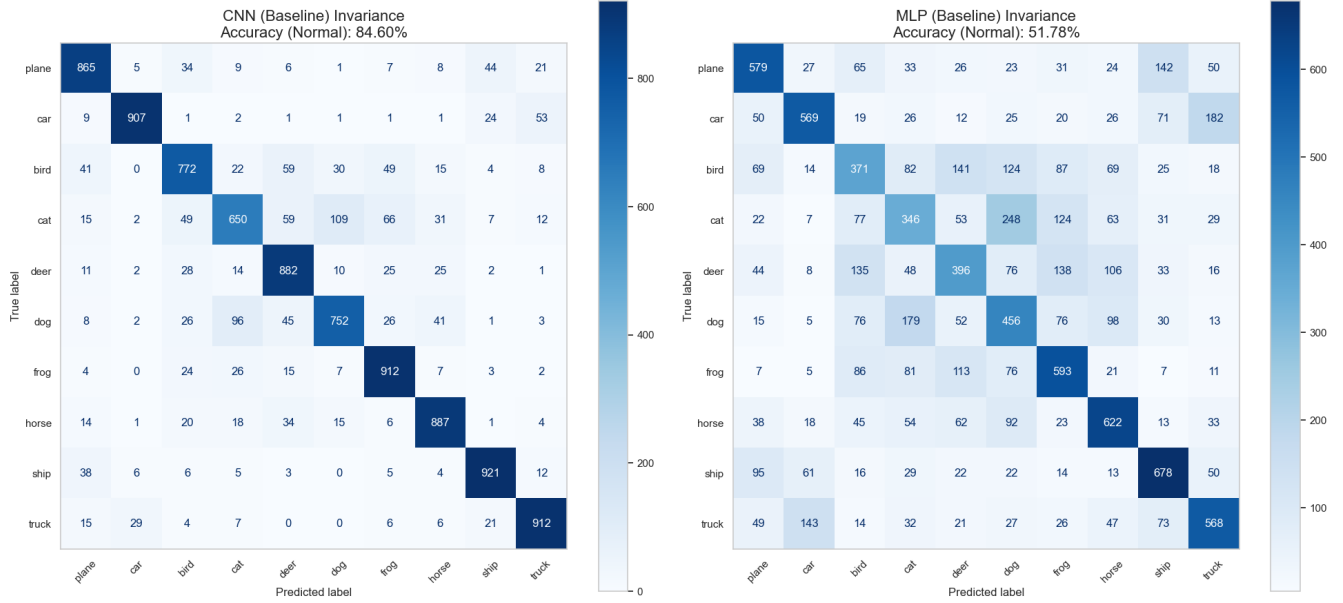 CNN (Baseline) Invariance
Accuracy (Normal): 84.60%
True label
plane 865 5 34 9 6 1 7 8 44 21
car 9 907 1 2 1 1 1 1 24 53
bird 41 0 772 22 59 30 49 15 4 8
cat 15 2 49 650 59 109 66 31 7 12
deer 11 2 28 14 882 10 25 25 2 1
dog 8 2 26 96 45 752 26 41 1 3
frog 4 0 24 26 15 7 912 7 3 2
horse 14 1 20 18 34 15 6 887 1 4
ship 38 6 6 5 3 0 5 4 921 12
truck 15 29 4 7 0 0 6 6 21 912
plane car bird cat deer dog frog horse ship truck
Predicted label
800
600
400
200
0
MLP (Baseline) Invariance
Accuracy (Normal): 51.78%
True label
plane 579 27 65 33 26 23 31 24 142 50
car 50 569 19 26 12 25 20 26 71 182
bird 69 14 371 82 141 124 87 69 25 18
cat 22 7 77 346 53 248 124 63 31 29
deer 44 8 135 48 396 76 138 106 33 16
dog 15 5 76 179 52 456 76 98 30 13
frog 7 5 86 81 113 76 593 21 7 11
horse 38 18 45 54 62 92 23 622 13 33
ship 95 61 16 29 22 22 14 13 678 50
truck 49 143 14 32 21 27 26 47 73 568
plane car bird cat deer dog frog horse ship truck
Predicted label
600
500
400
300
200
100